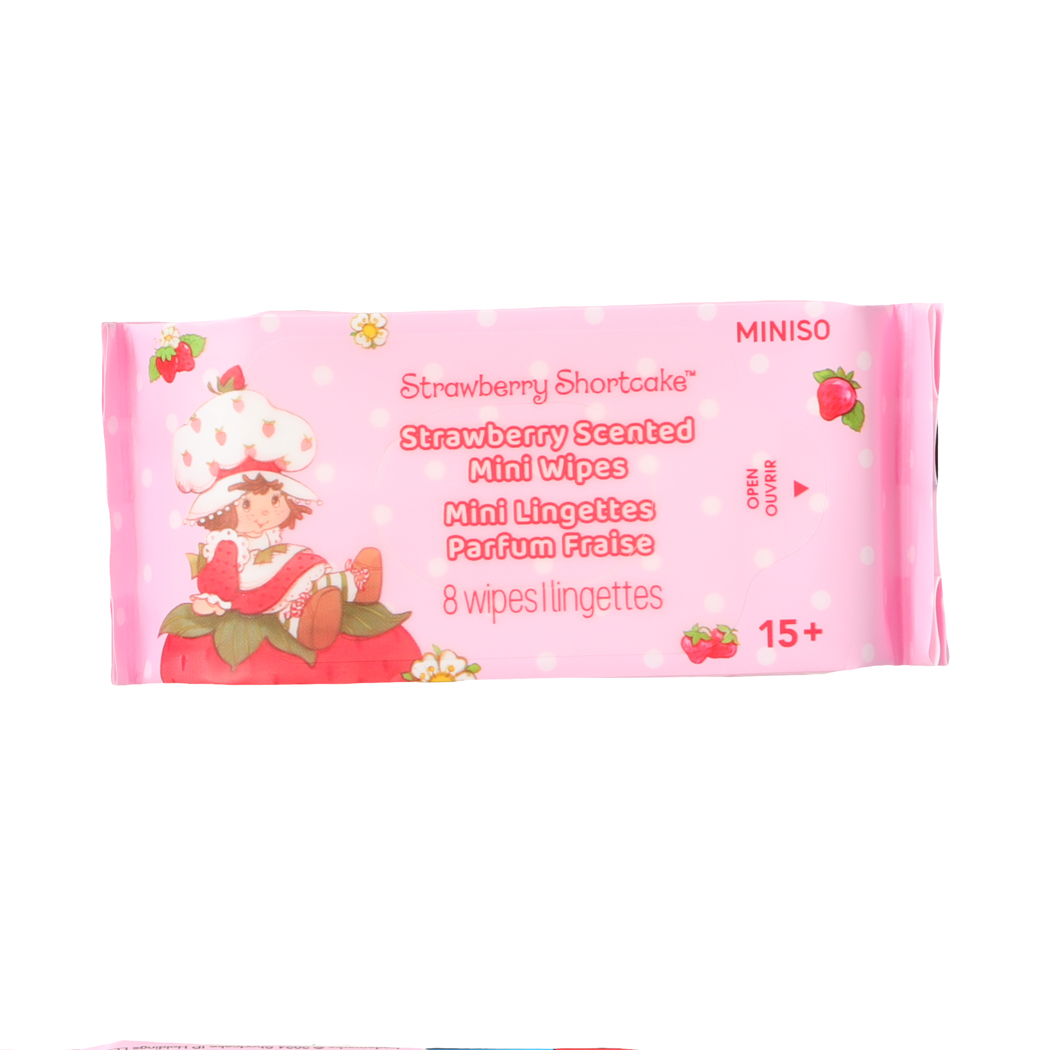 MINISO
Strawberry Shortcake™
Strawberry Scented
Mini Wipes
Mini Lingettes
Parfum Fraise
8 wipes|lingettes
OPEN
OUVRIR
15+